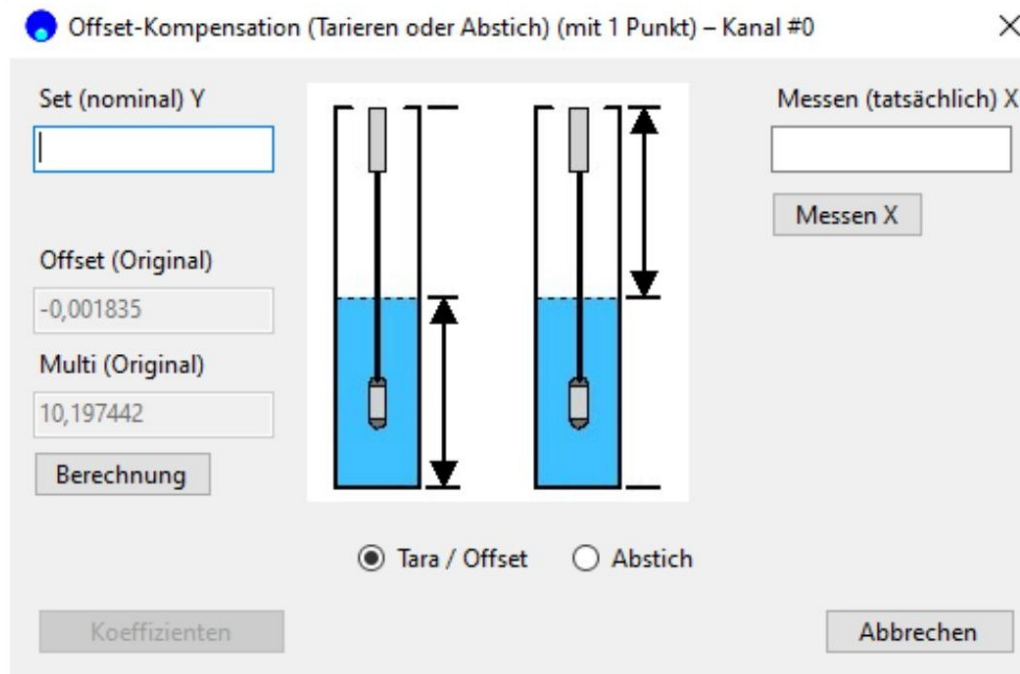 Offset-Kompensation (Tarieren oder Abstich) (mit 1 Punkt) – Kanal #0
Set (nominal) Y
Messen (tatsächlich) X
Messen X
Offset (Original)
-0,001835
Multi (Original)
10,197442
Berechnung
Tara / Offset
Abstich
Koeffizienten
Abbrechen